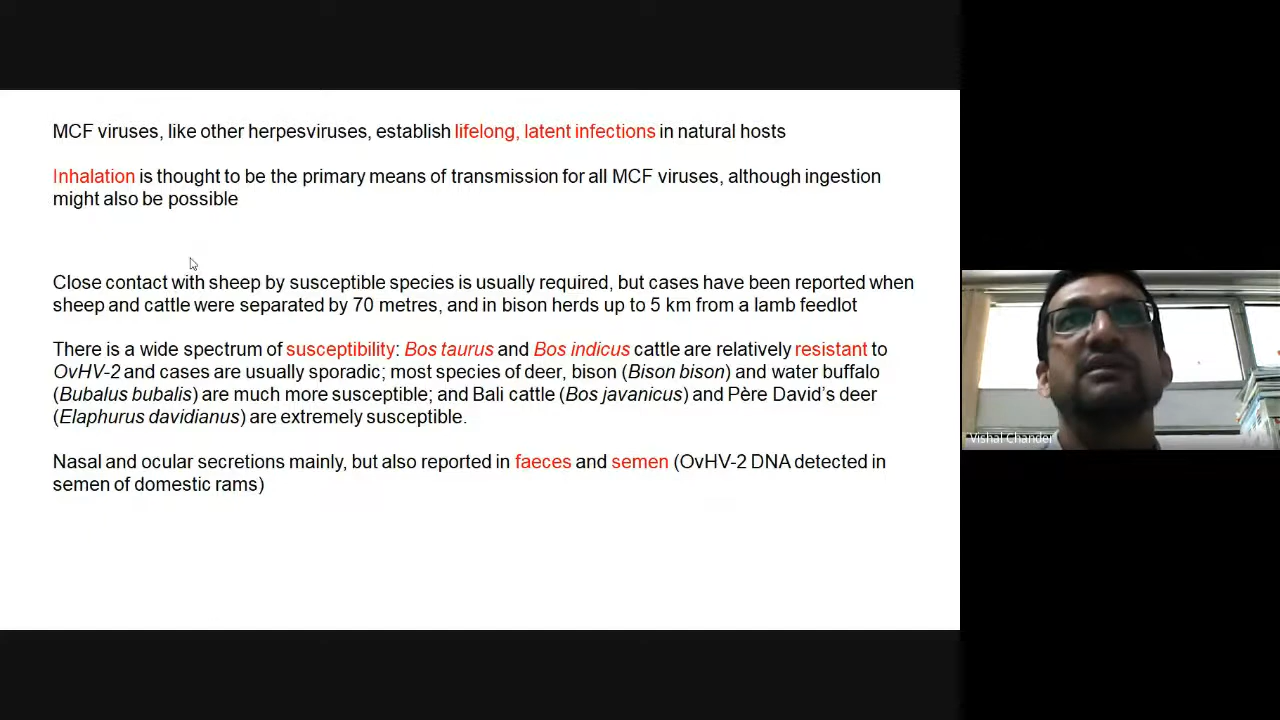 MCF viruses, like other herpesviruses, establish lifelong, latent infections in natural hosts
Inhalation is thought to be the primary means of transmission for all MCF viruses, although ingestion
might also be possible
Close contact with sheep by susceptible species is usually required, but cases have been reported when
sheep and cattle were separated by 70 metres, and in bison herds up to 5 km from a lamb feedlot
There is a wide spectrum of susceptibility: Bos taurus and Bos indicus cattle are relatively resistant to
OvHV-2 and cases are usually sporadic; most species of deer, bison (Bison bison) and water buffalo
(Bubalus bubalis) are much more susceptible; and Bali cattle (Bos javanicus) and Père David’s deer
(Elaphurus davidianus) are extremely susceptible.
Nasal and ocular secretions mainly, but also reported in faeces and semen (OvHV-2 DNA detected in
semen of domestic rams)
Vishal Chander